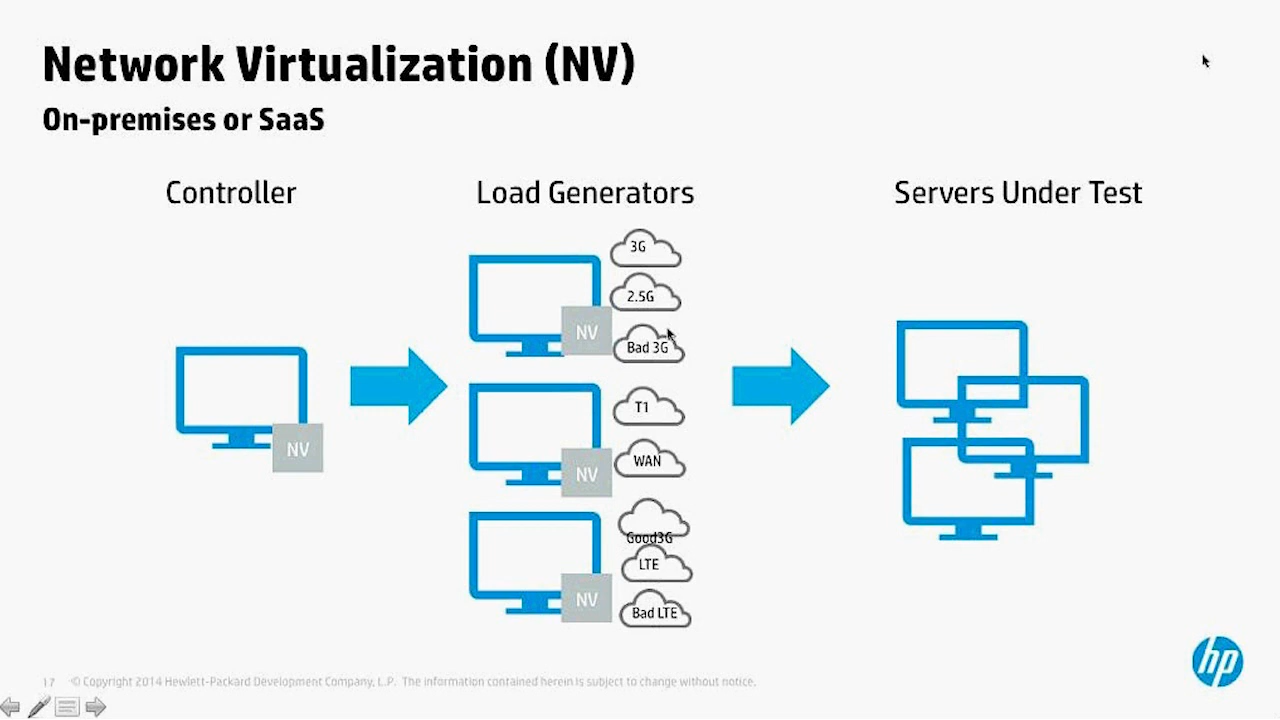 Network Virtualization (NV)
On-premises or SaaS
Controller
Load Generators
Servers Under Test
NV
NV
3G
2.5G
Bad 3G
NV
T1
WAN
NV
Good3G
LTE
Bad LTE
hp
17 © Copyright 2014 Hewlett-Packard Development Company, L.P. The information contained herein is subject to change without notice.